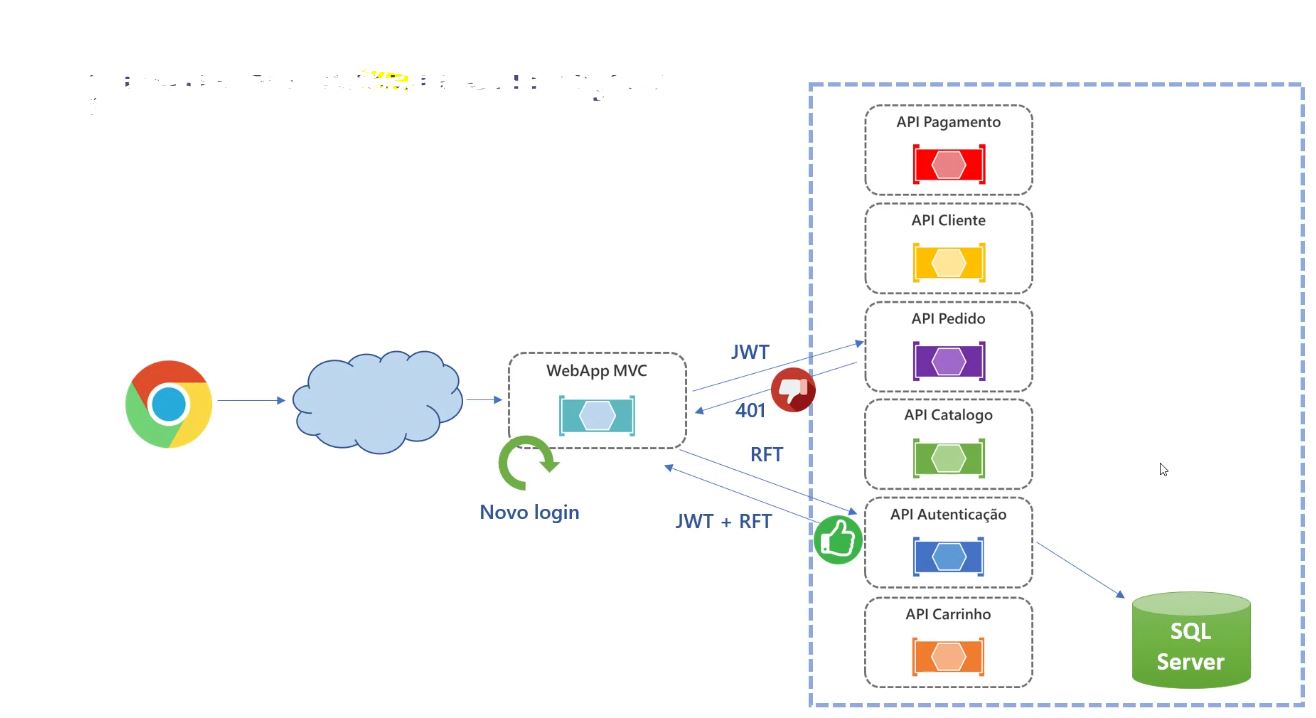 API Pagamento
API Cliente
API Pedido
JWT
WebApp MVC
401
API Catalogo
RFT
Novo login
JWT + RFT
API Autenticação
API Carrinho
SQL
Server